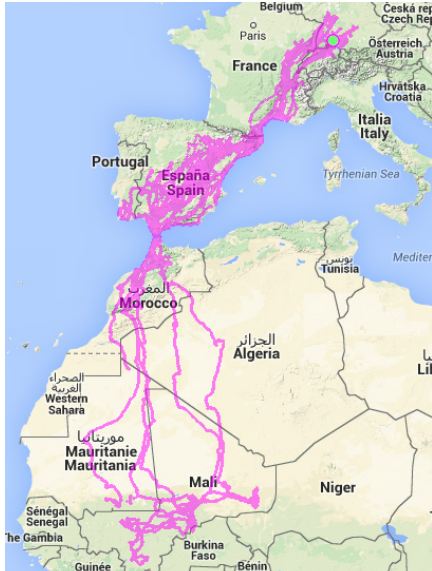 Belgium
Česká rep
Czech Rep
Paris
France
Österreich
Austria
Hrvatska
Croatia
Italia
Italy
Portugal
España
Spain
Tyrrhenian Sea
تونس
Tunisia
Mediter
المغرب
Morocco
الجزائر
Algeria
الصحراء
الغربية
Western
Sahara
موريتانيا
Mauritanie
Mauritania
Mali
Niger
Sénégal
Senegal
The Gambia
Burkina
Faso
Guinée
Bénin